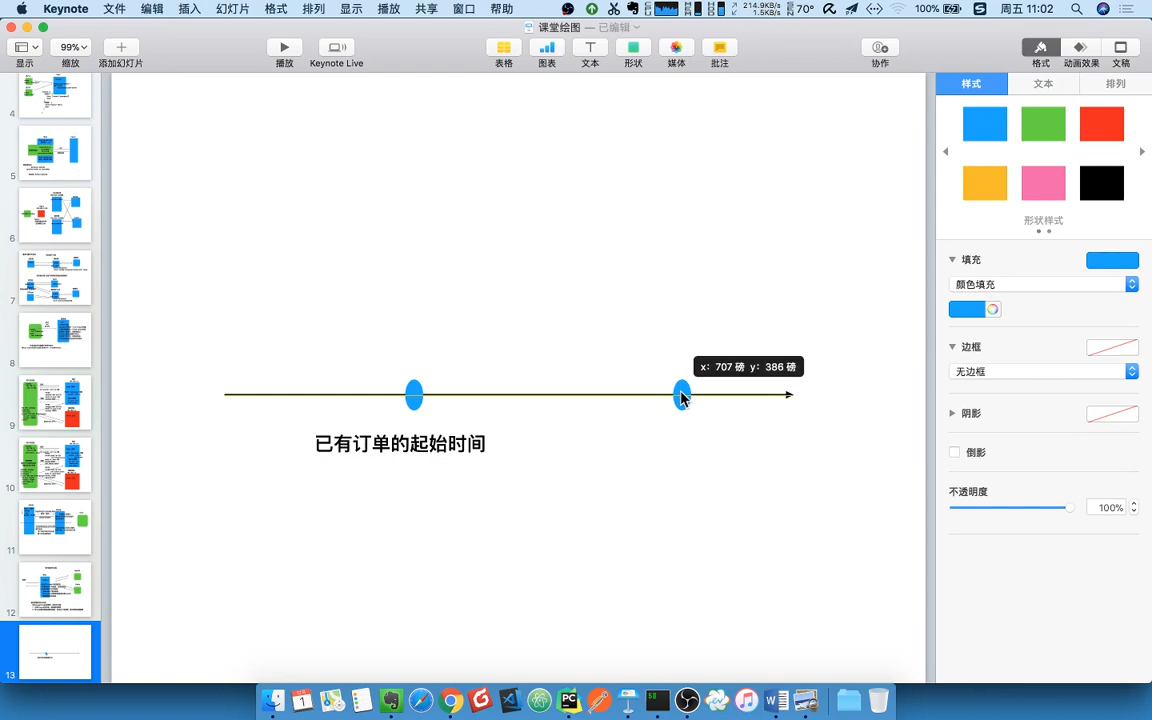 Keynote 文件 编辑 插入 幻灯片 格式 排列 显示 播放 共享 窗口 帮助
214.9KB/s
1.5KB/s
70° 100% 周五 11:02
课堂绘图 — 已编辑
99%
显示 缩放 添加幻灯片 播放 Keynote Live 表格 图表 文本 形状 媒体 批注 协作 格式 动画效果 文稿
样式 文本 排列
形状样式
填充
颜色填充
边框
无边框
阴影
倒影
不透明度
100%
4
5
6
7
8
9
10
11
12
13
x: 707 磅 y: 386 磅
已有订单的起始时间